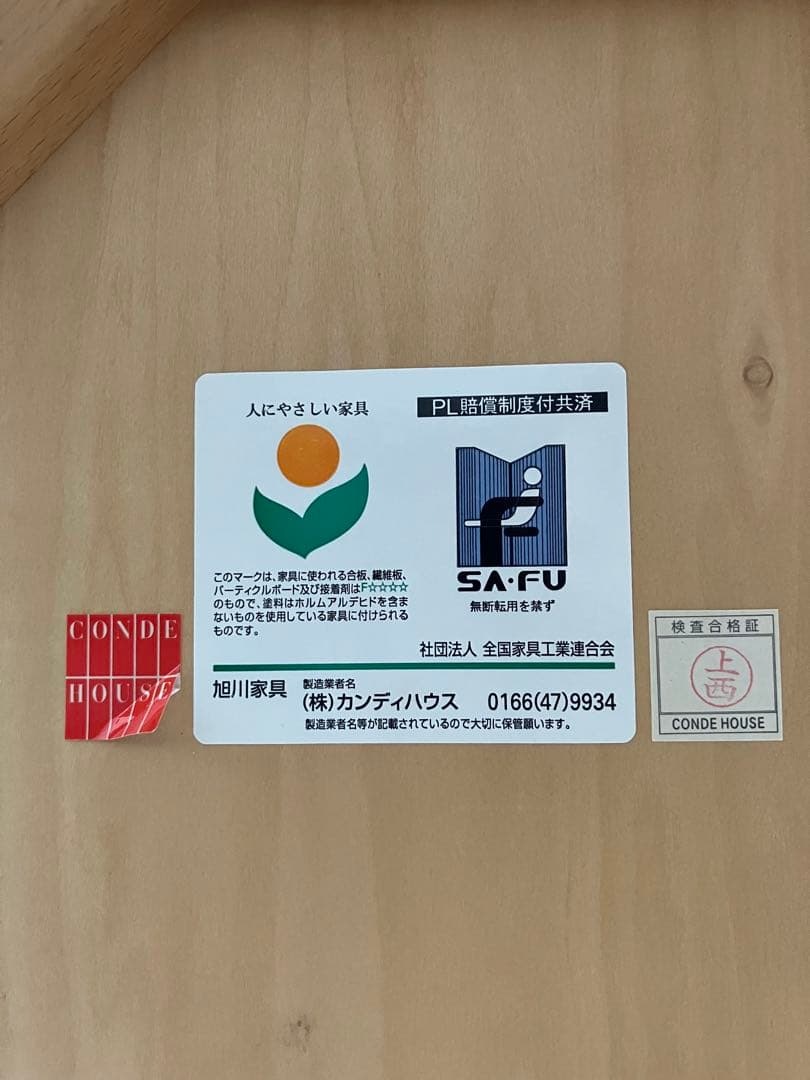 人にやさしい家具
PL賠償制度付共済
このマークは、家具に使われる合板、繊維板、
パーティクルボード及び接着剤はF☆☆☆☆
のもので、塗料はホルムアルデヒドを含ま
ないものを使用している家具に付けられる
ものです。
SA・FU
無断転用を禁ず
社団法人 全国家具工業連合会
旭川家具
製造業者名
(株)カンディハウス 0166(47)9934
製造業者名等が記載されているので大切に保管願います。
CONDE
HOUSE
検査合格証
上西
CONDE HOUSE